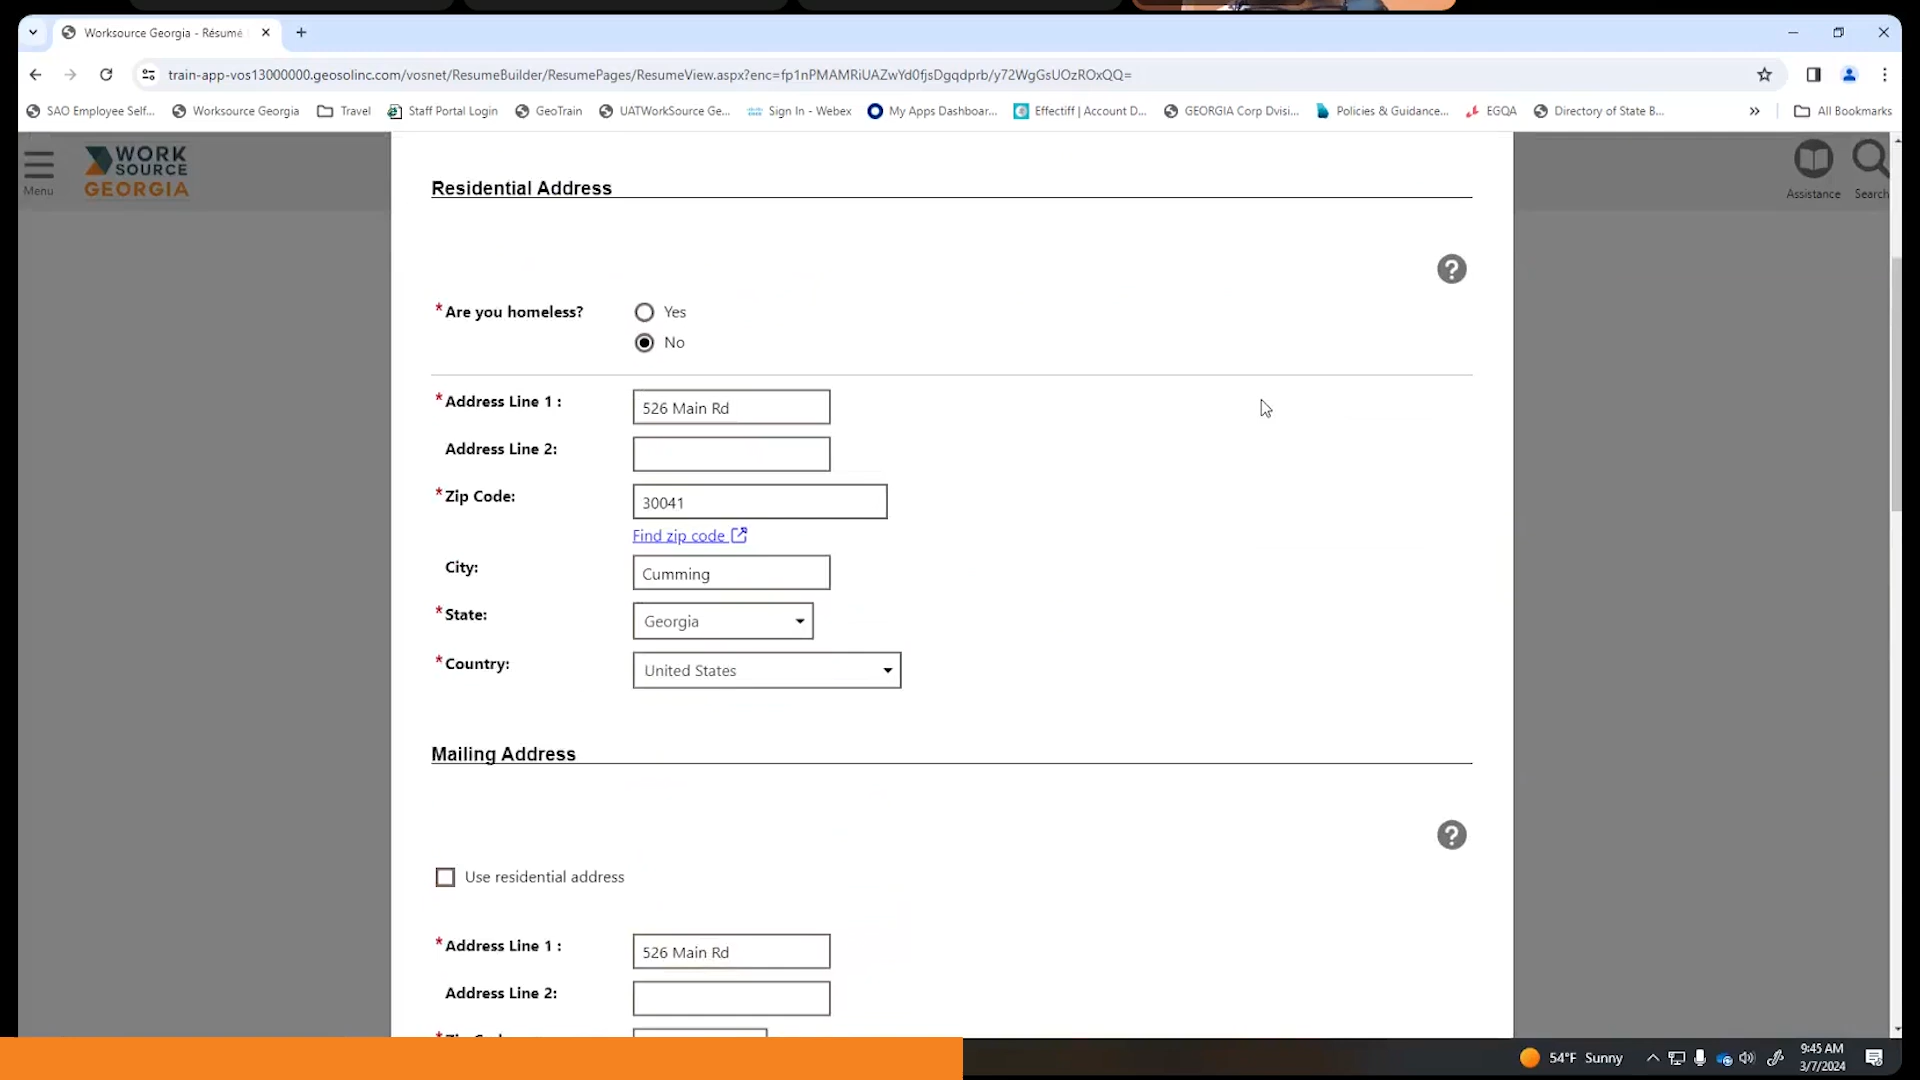 Worksource Georgia - Résumé
train-app-vos13000000.geosolinc.com/vosnet/ResumeBuilder/ResumePages/ResumeView.aspx?enc=fp1nPMAMRiUAZwYd0fjsDgqdprb/y72WgGsUOzROxQQ=
SAO Employee Self... Worksource Georgia Travel Staff Portal Login GeoTrain UATWorkSource Ge... Sign In - Webex My Apps Dashboar... Effectiff | Account D... GEORGIA Corp Dvisi... Policies & Guidance... EGQA Directory of State B... » All Bookmarks
Menu
WORK
SOURCE
GEORGIA
Assistance
Search
Residential Address
?
*Are you homeless?
Yes
No
*Address Line 1 :
526 Main Rd
Address Line 2:
*Zip Code:
30041
Find zip code
City:
Cumming
*State:
Georgia
*Country:
United States
Mailing Address
?
Use residential address
*Address Line 1 :
526 Main Rd
Address Line 2:
54°F Sunny
9:45 AM
3/7/2024